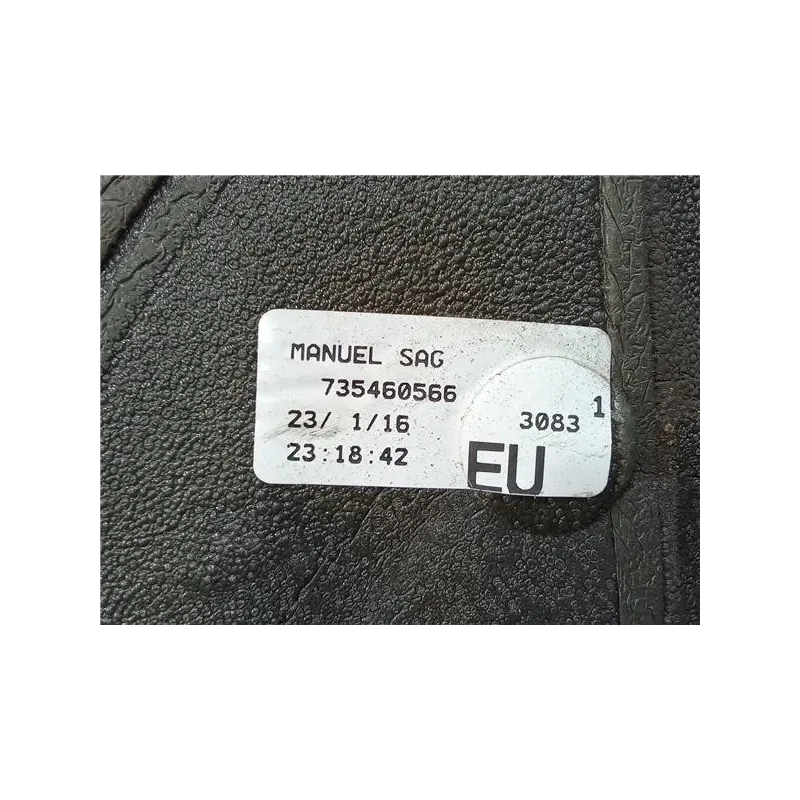 MANUEL SAG
735460566
23/ 1/16 3083 1
23:18:42 EU